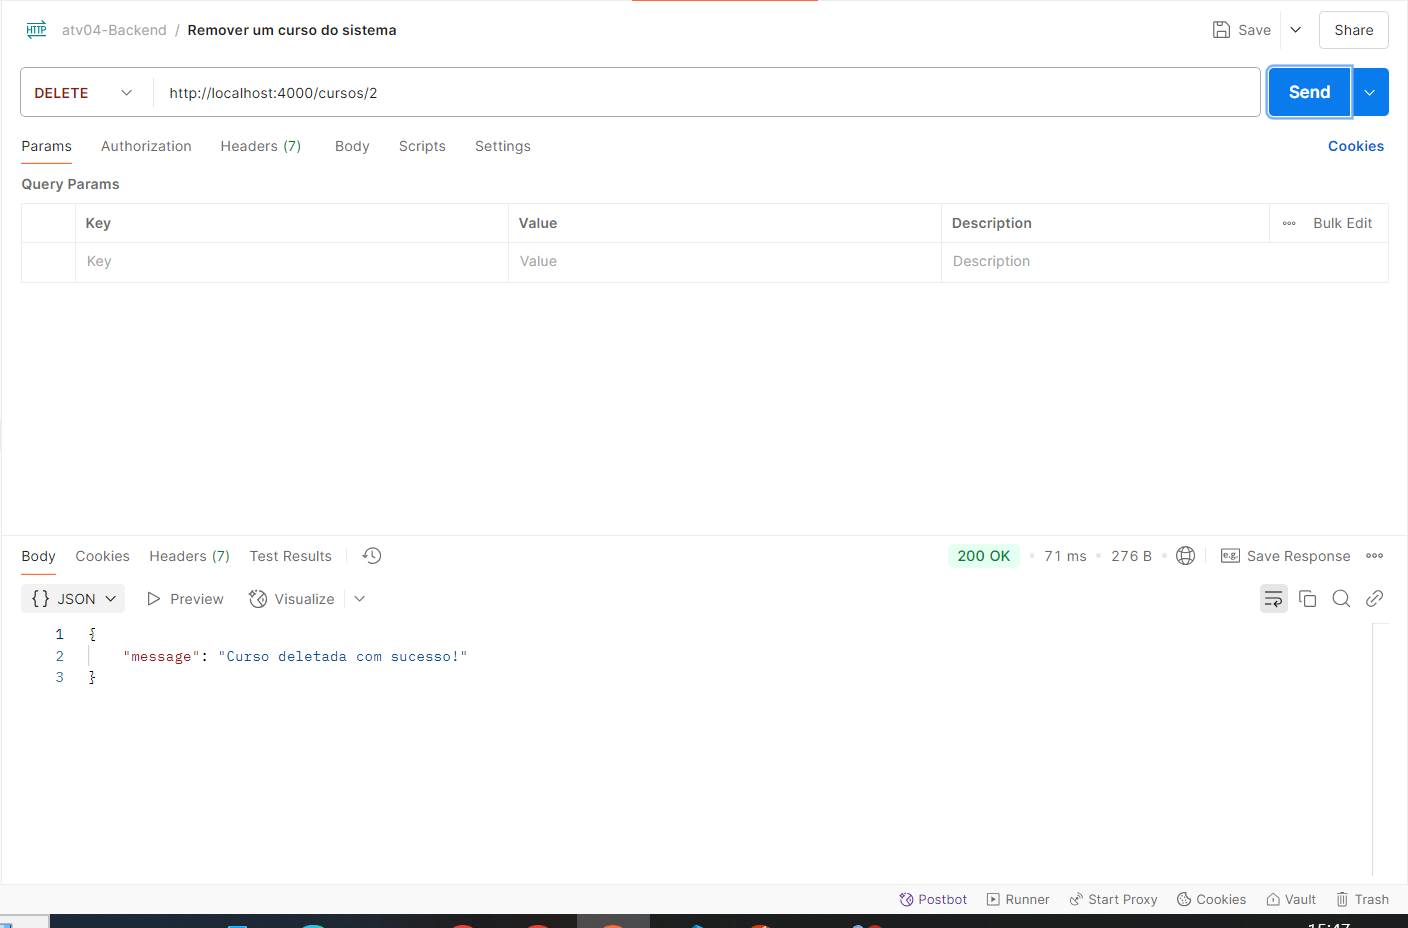 HTTP atv04-Backend / Remover um curso do sistema Save Share
DELETE http://localhost:4000/cursos/2 Send
Params Authorization Headers (7) Body Scripts Settings Cookies
Query Params
Key Value Description Bulk Edit
Key Value Description
Body Cookies Headers (7) Test Results 200 OK • 71 ms • 276 B • e.g. Save Response
{} JSON Preview Visualize
1 {
2 "message": "Curso deletada com sucesso!"
3 }
Postbot Runner Start Proxy Cookies Vault Trash
15:47